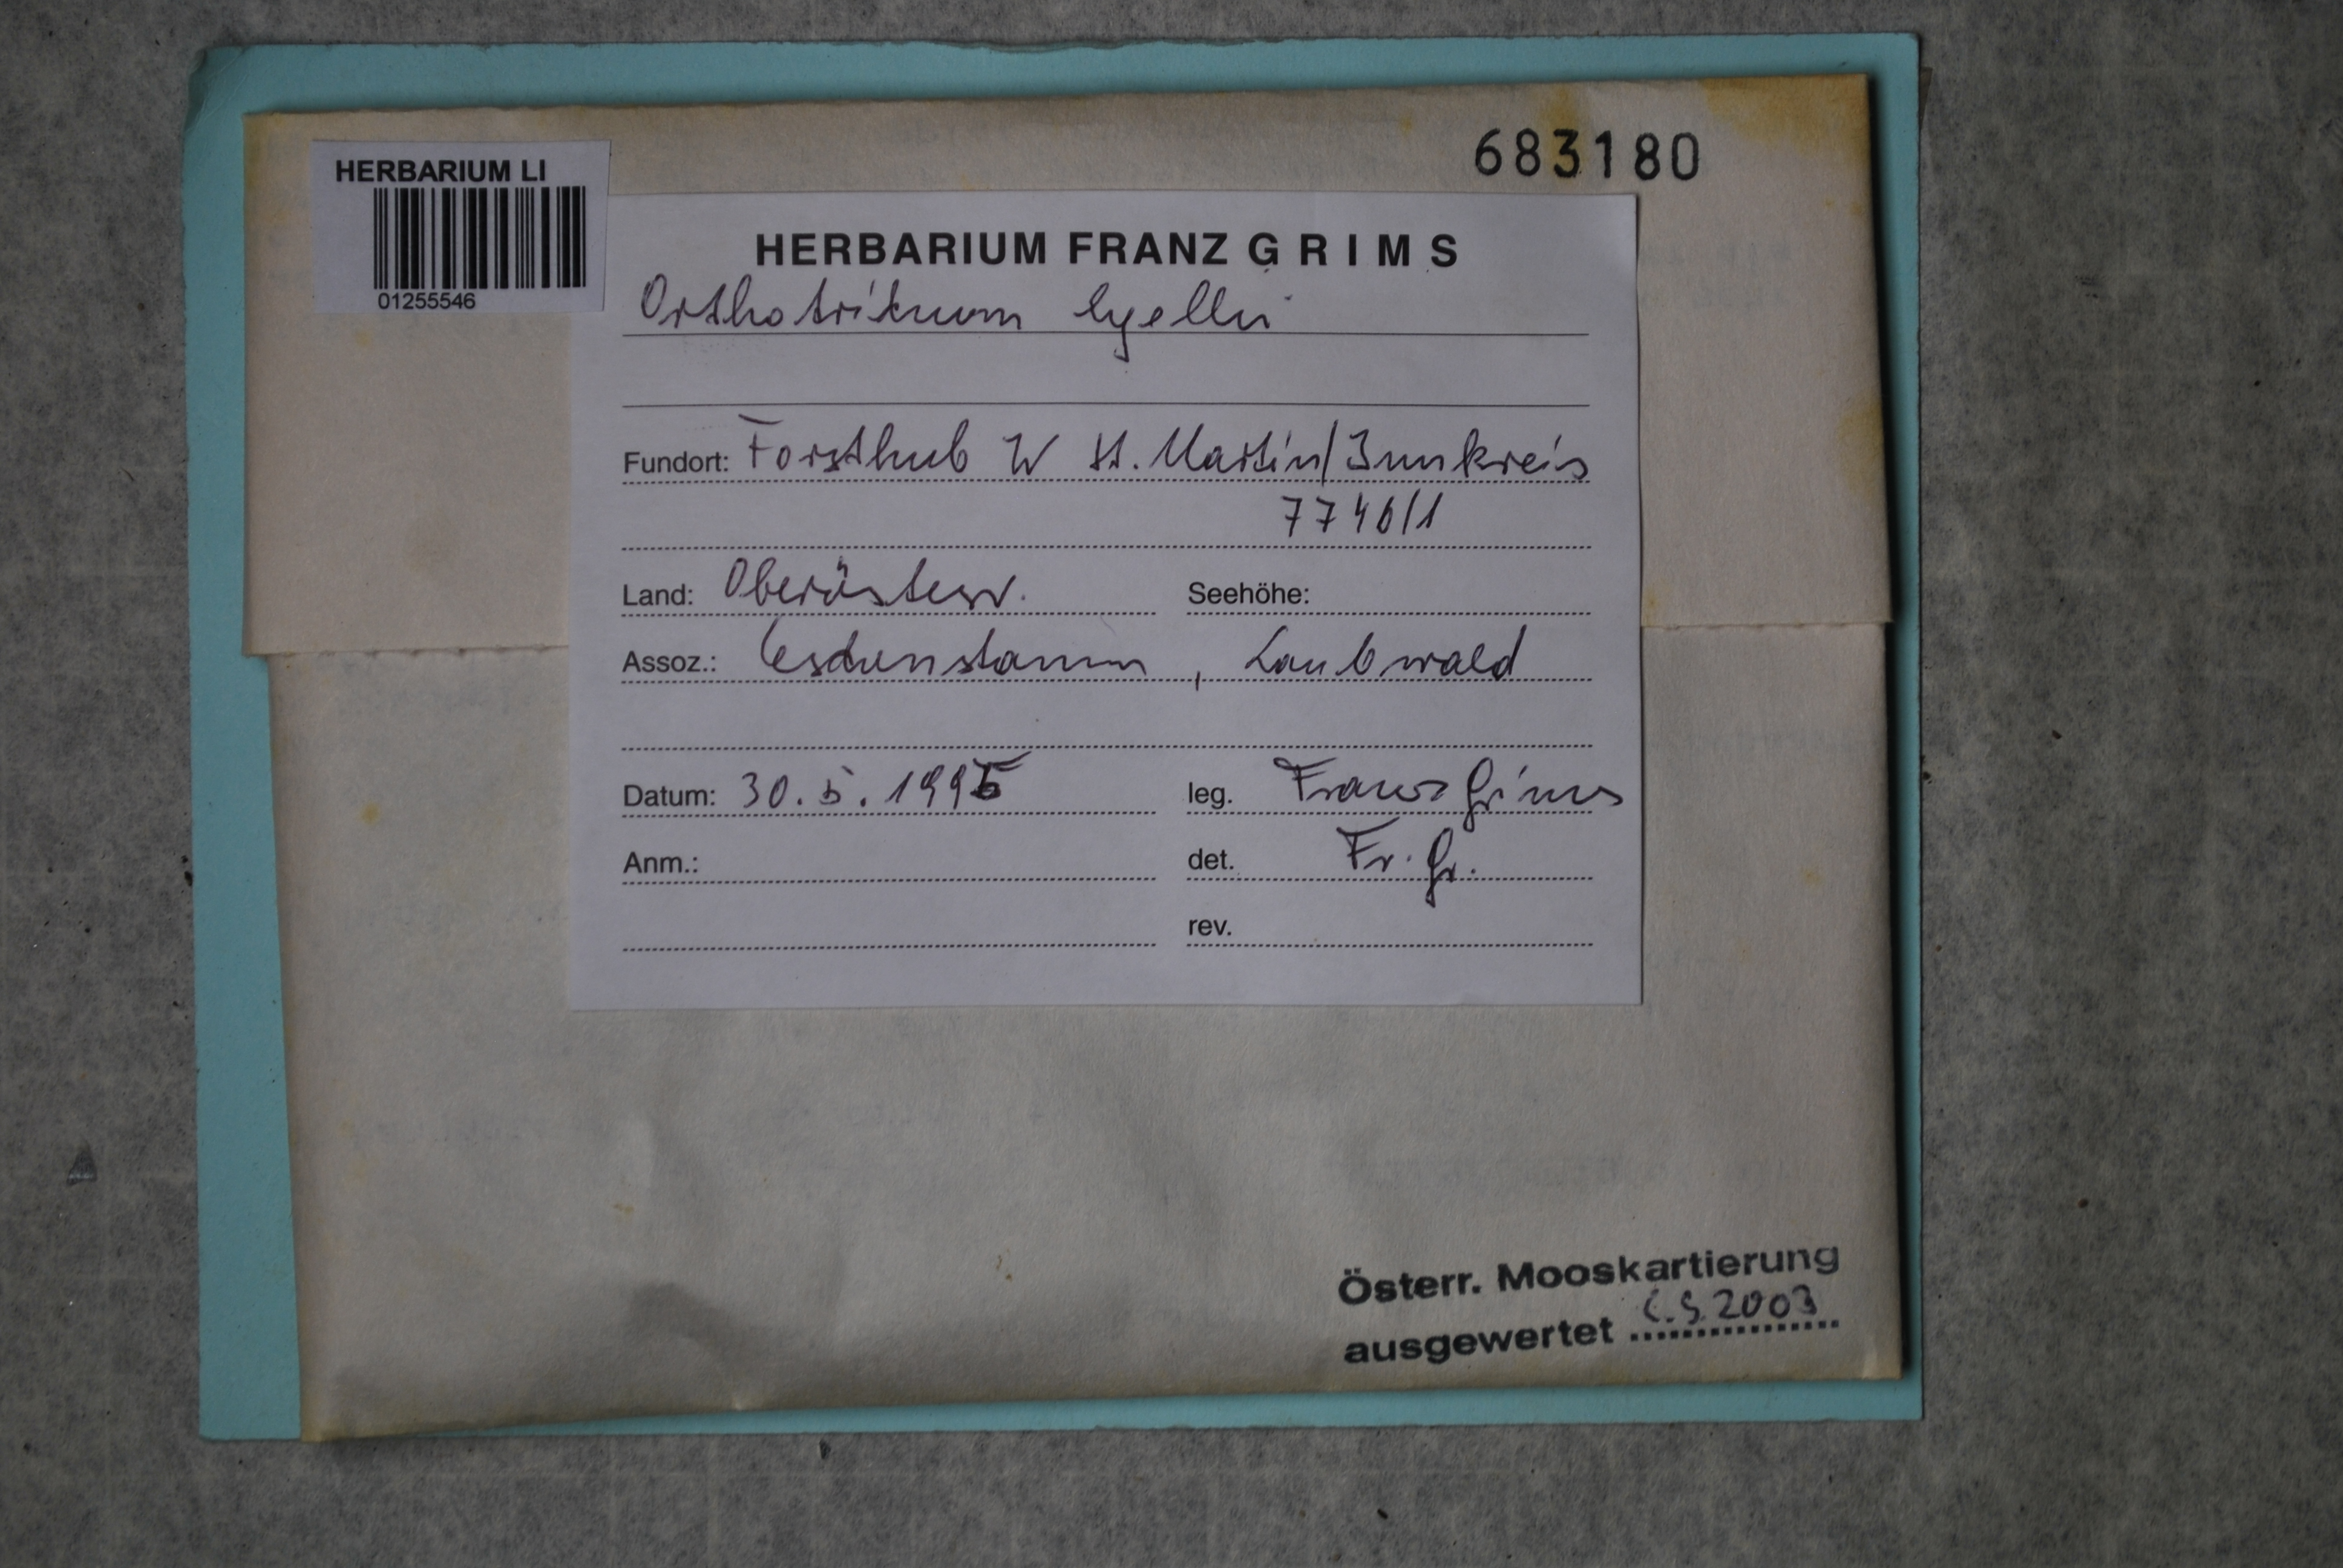 683180
HERBARIUM LI
01255546
HERBARIUM FRANZ GRIMS
Orthotrichum lyellii
Fundort: Forsthub W St. Martin/Innkreis
7746/1
Land: Oberösterr. Seehöhe:
Assoz.: Eschenstamm, Laubwald
Datum: 30. 5. 1995 leg. Franz Grims
Anm.: det. Fr. Gr.
rev.
Österr. Mooskartierung
ausgewertet C.S. 2003